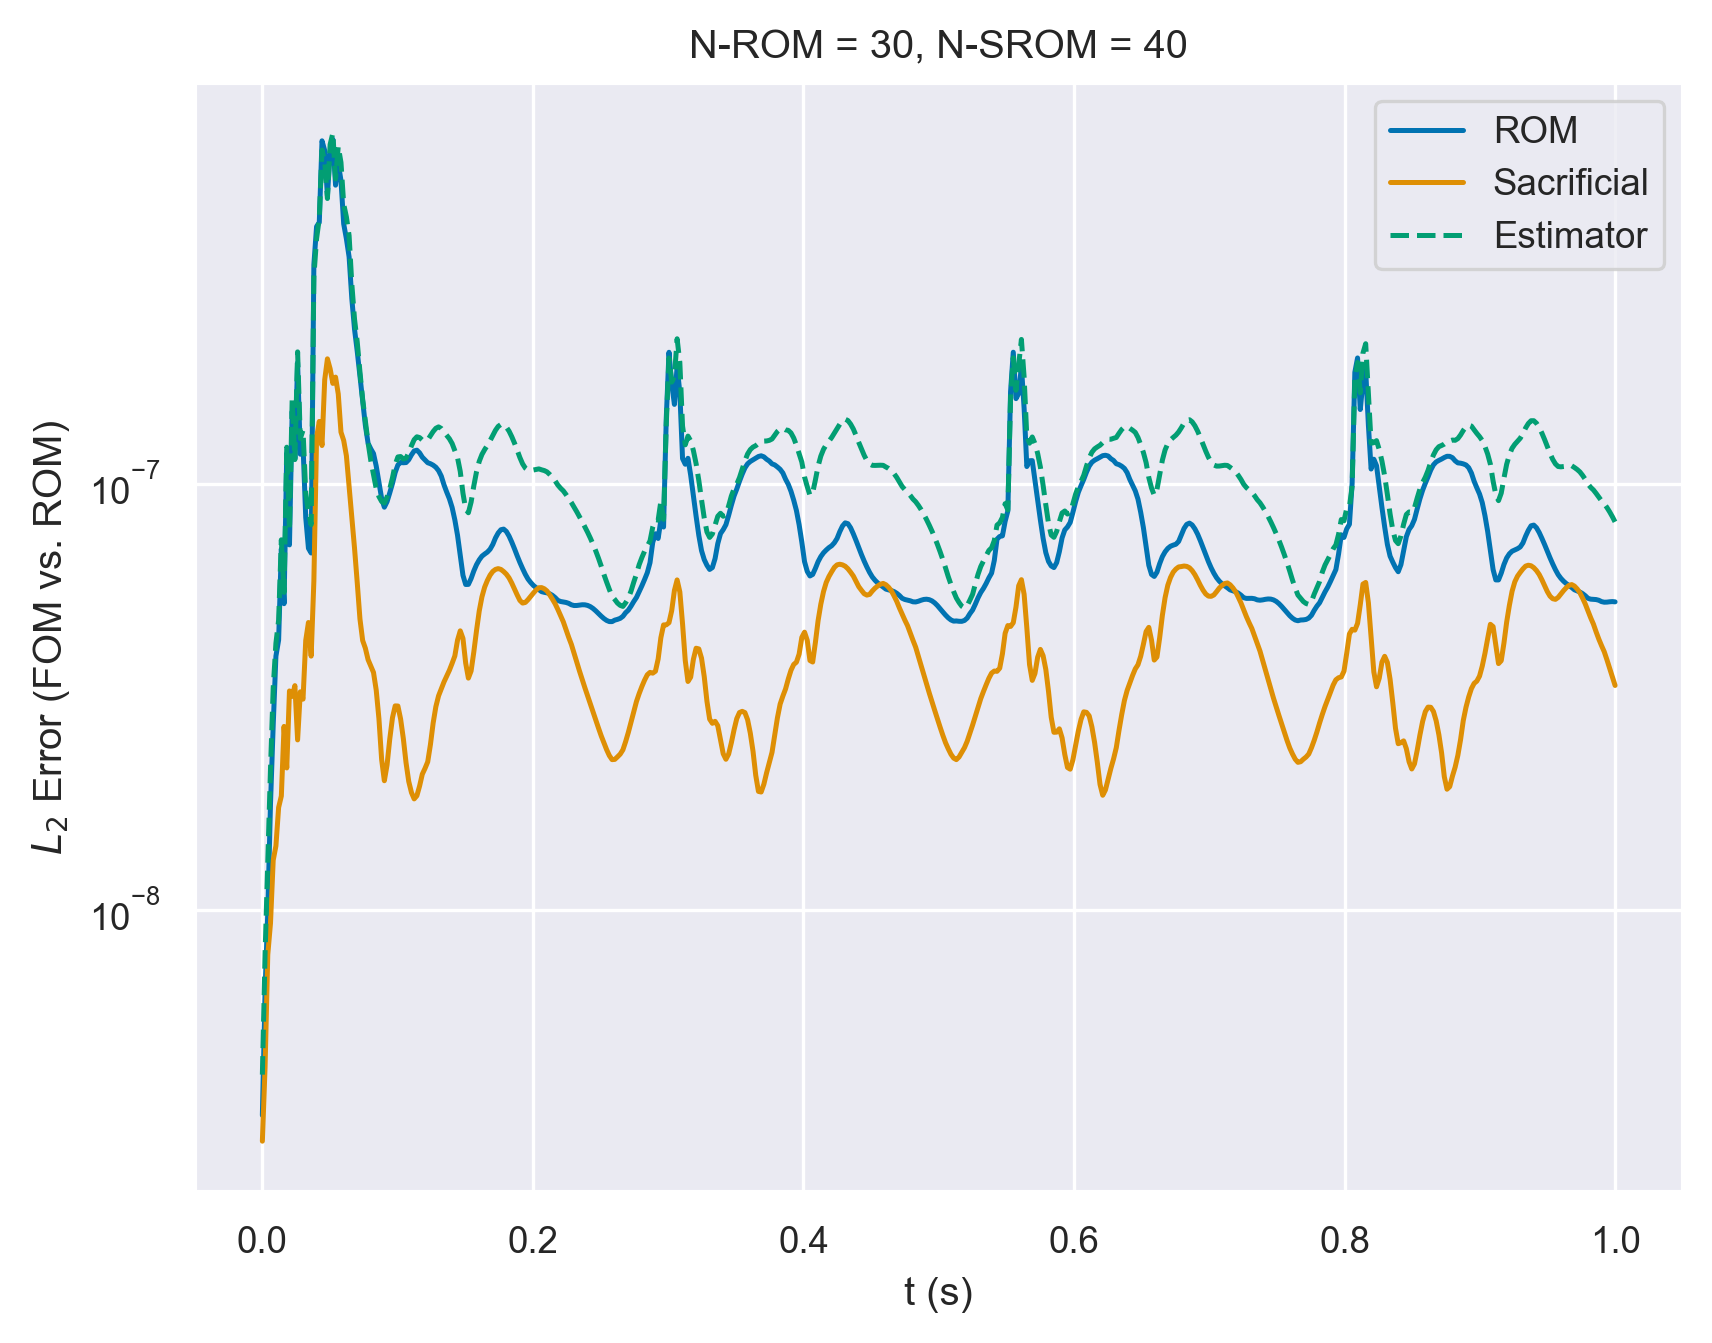 N-ROM = 30, N-SROM = 40
ROM
Sacrificial
Estimator
L₂ Error (FOM vs. ROM)
10⁻⁷
10⁻⁸
0.0 0.2 0.4 0.6 0.8 1.0
t (s)